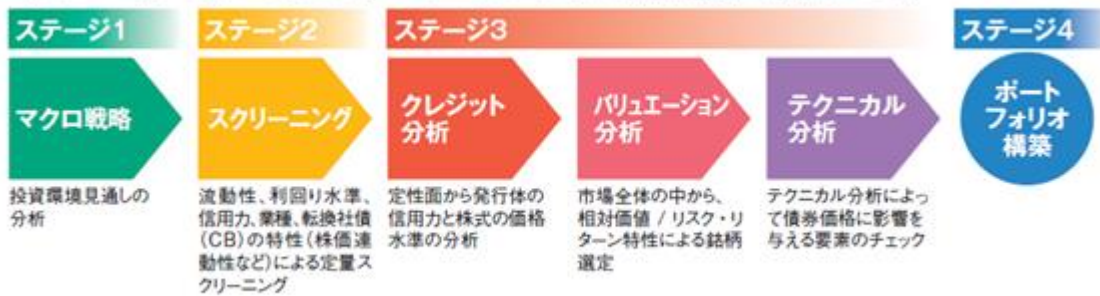 ステージ1
ステージ2
ステージ3
ステージ4
マクロ戦略
スクリーニング
クレジット
分析
バリュエーション
分析
テクニカル
分析
ポート
フォリオ
構築
投資環境見通しの
分析
流動性、利回り水準、
信用力、業種、転換社債
(CB)の特性(株価連
動性など)による定量ス
クリーニング
定性面から発行体の
信用力と株式の価格
水準の分析
市場全体の中から、
相対価値 / リスク・リ
ターン特性による銘柄
選定
テクニカル分析によっ
て債券価格に影響を
与える要素のチェック